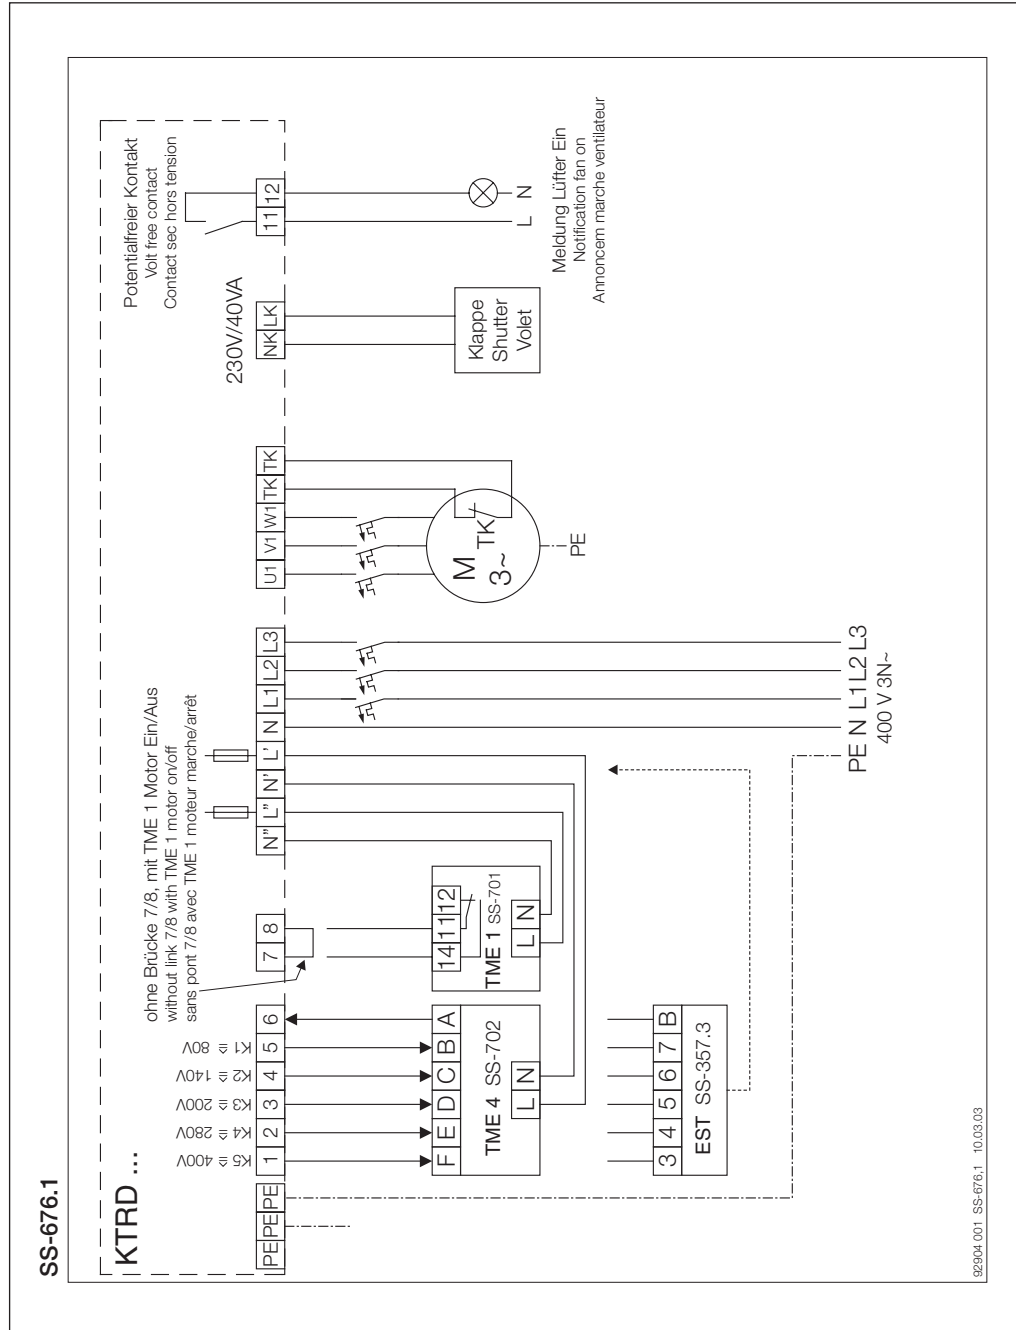 SS-676.1
KTRD ...
ohne Brücke 7/8, mit TME 1 Motor Ein/Aus
without link 7/8 with TME 1 motor on/off
sans pont 7/8 avec TME 1 moteur marche/arrêt
Potentialfreier Kontakt
Volt free contact
Contact sec hors tension
230V/40VA
K5 ≙ 400V
K4 ≙ 280V
K3 ≙ 200V
K2 ≙ 140V
K1 ≙ 80V
PE PE PE 1 2 3 4 5 6 7 8 N" L" N' L' N L1 L2 L3 U1 V1 W1 TK TK NK LK 11 12
F E D C B A
TME 4 SS-702
L N
14 11 12
TME 1 SS-701
L N
M
3~
TK
PE
Klappe
Shutter
Volet
L N
Meldung Lüfter Ein
Notification fan on
Annoncem marche ventilateur
3 4 5 6 7 B
EST SS-357.3
PE N L1 L2 L3
400 V 3N~
92904 001 SS-676,1 10.03.03